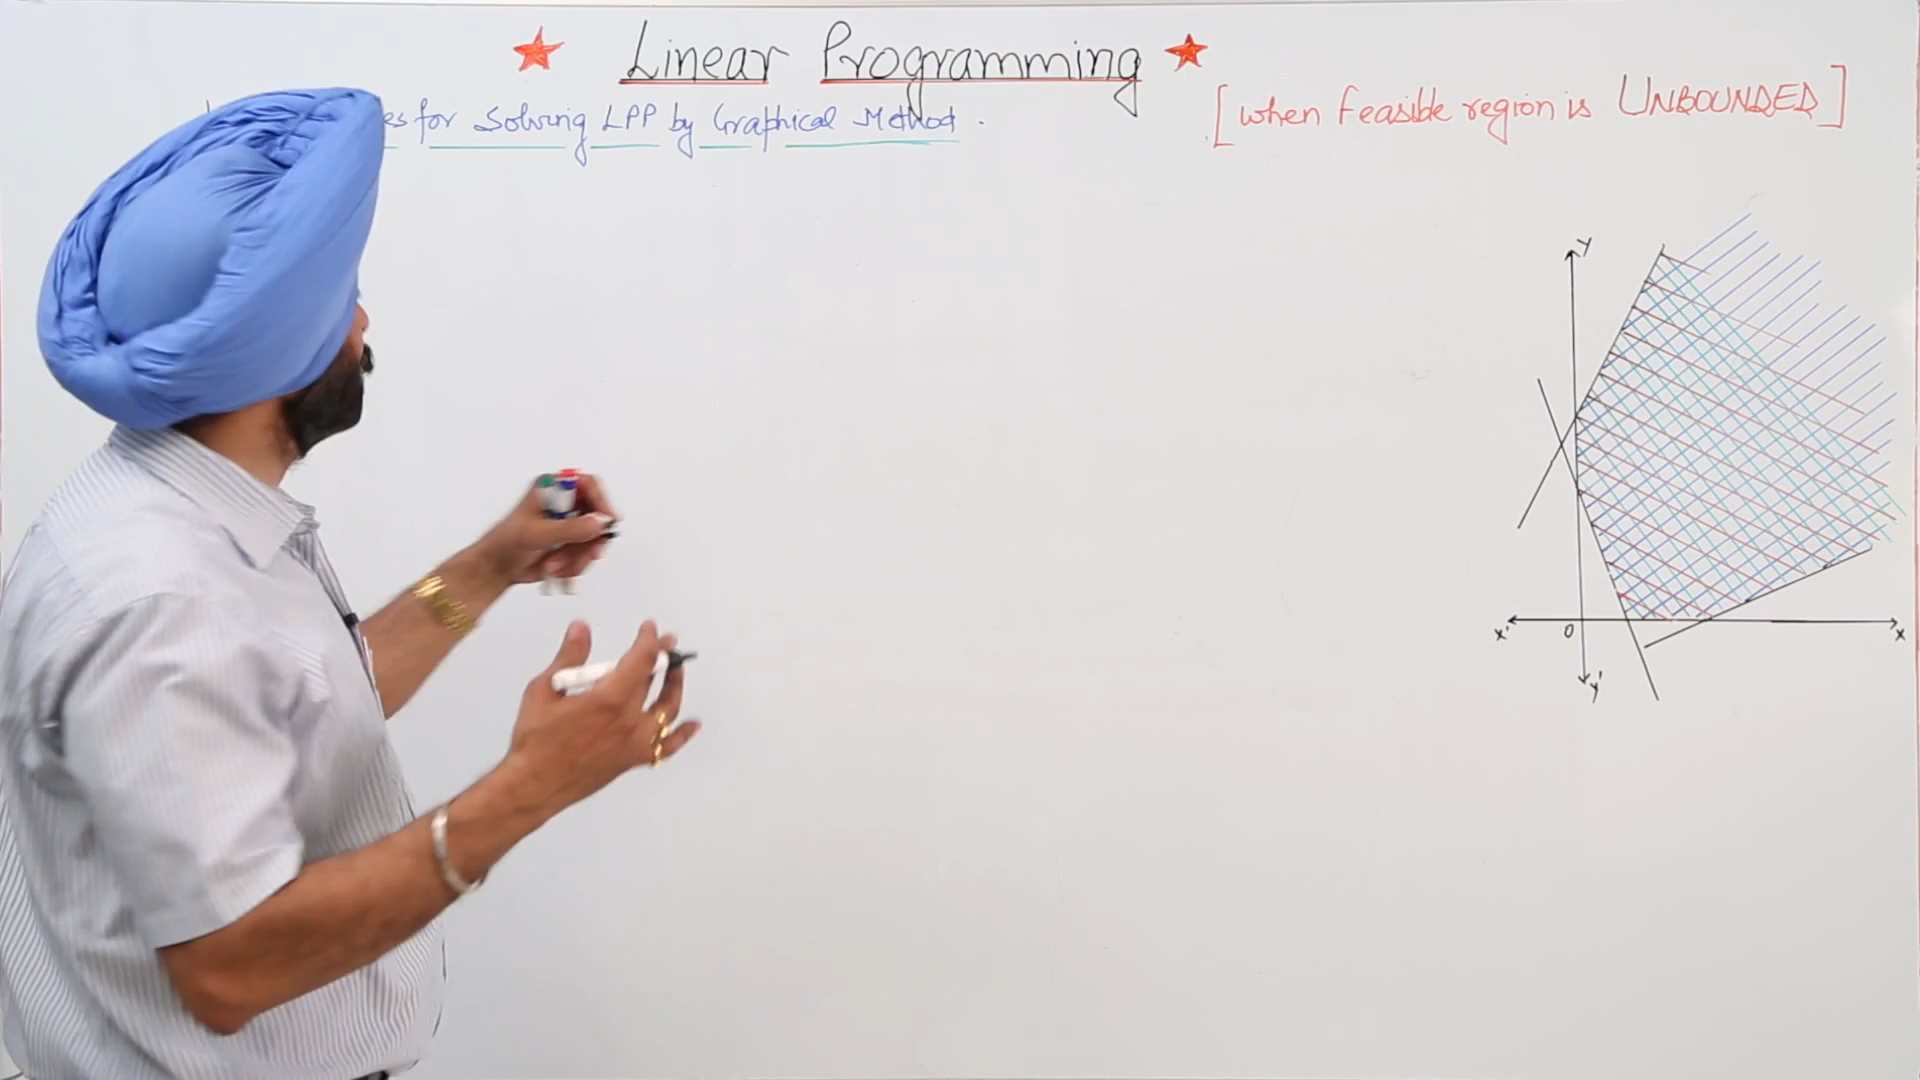 Linear Programming
es for Solving LPP by Graphical Method.
[when Feasible region is UNBOUNDED]
Y
X' O X
Y'